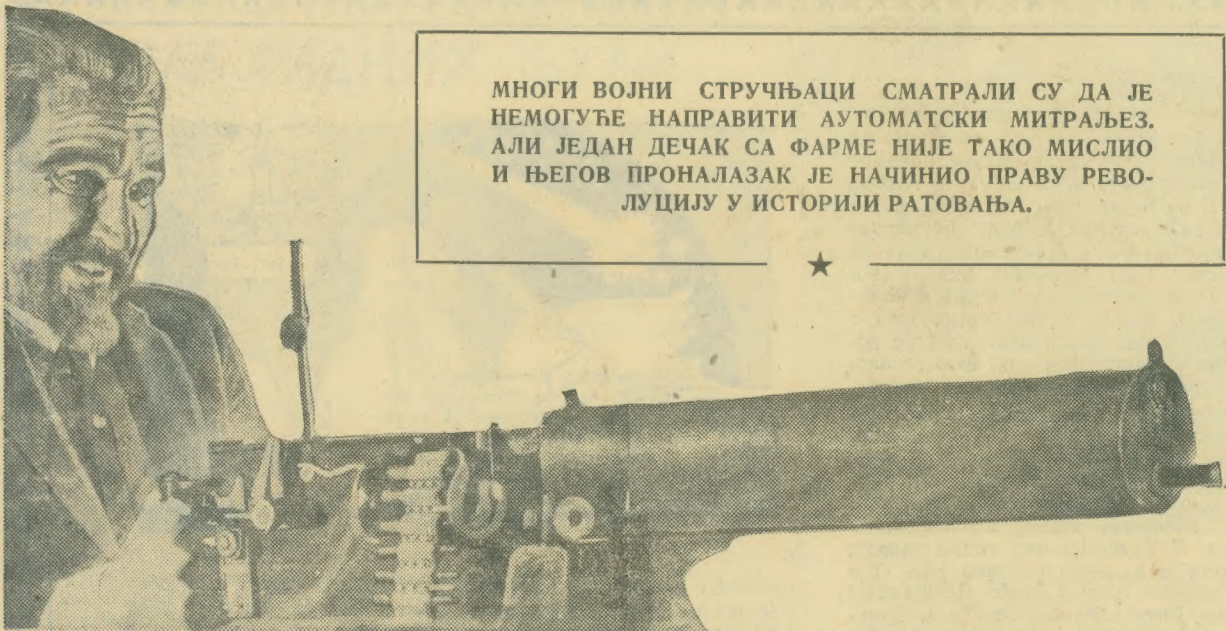 МНОГИ ВОЈНИ СТРУЧЊАЦИ СМАТРАЛИ СУ ДА ЈЕ
НЕМОГУЋЕ НАПРАВИТИ АУТОМАТСКИ МИТРАЉЕЗ.
АЛИ ЈЕДАН ДЕЧАК СА ФАРМЕ НИЈЕ ТАКО МИСЛИО
И ЊЕГОВ ПРОНАЛАЗАК ЈЕ НАЧИНИО ПРАВУ РЕВО-
ЛУЦИЈУ У ИСТОРИЈИ РАТОВАЊА.